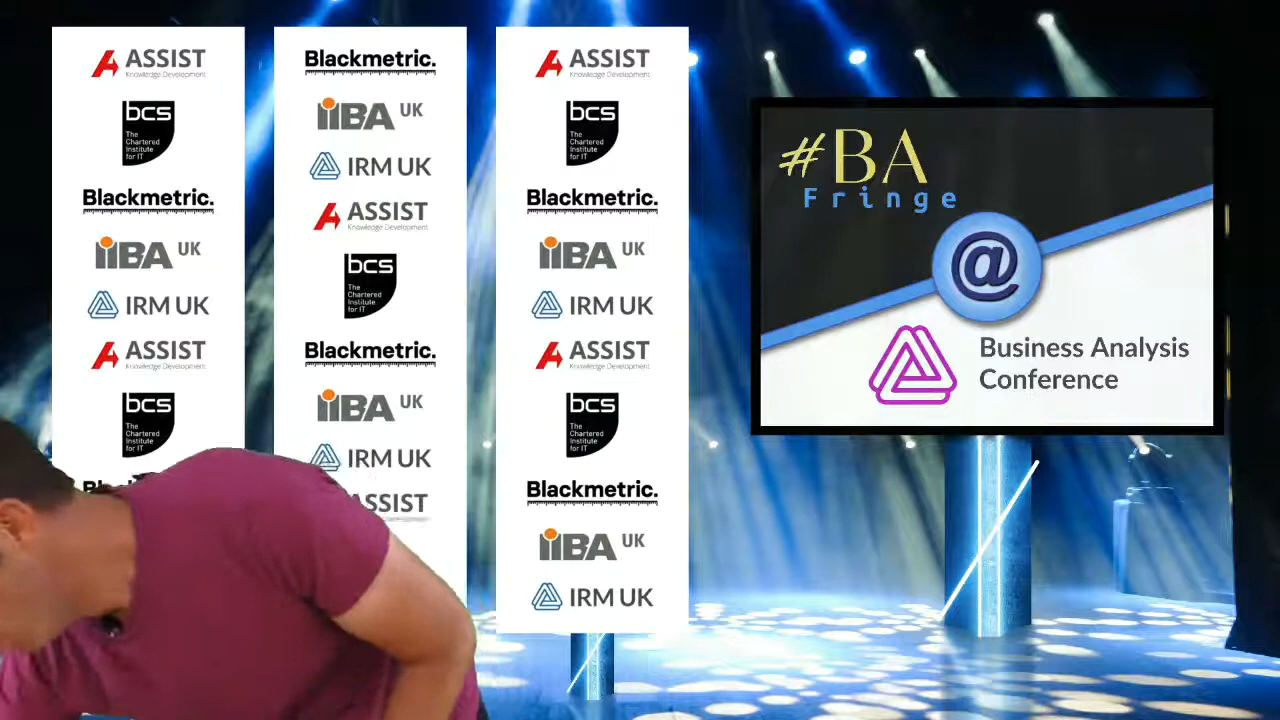 ASSIST
Knowledge Development
bcs
The
Chartered
Institute
for IT
Blackmetric.
iiBA UK
IRM UK
ASSIST
Knowledge Development
bcs
The
Chartered
Institute
for IT
Blackmetric.
iiBA UK
IRM UK
ASSIST
Knowledge Development
bcs
The
Chartered
Institute
for IT
Blackmetric.
iiBA UK
IRM UK
ASSIST
ASSIST
Knowledge Development
bcs
The
Chartered
Institute
for IT
Blackmetric.
iiBA UK
IRM UK
ASSIST
Knowledge Development
bcs
The
Chartered
Institute
for IT
Blackmetric.
iiBA UK
IRM UK
#BA
Fringe
@
Business Analysis
Conference